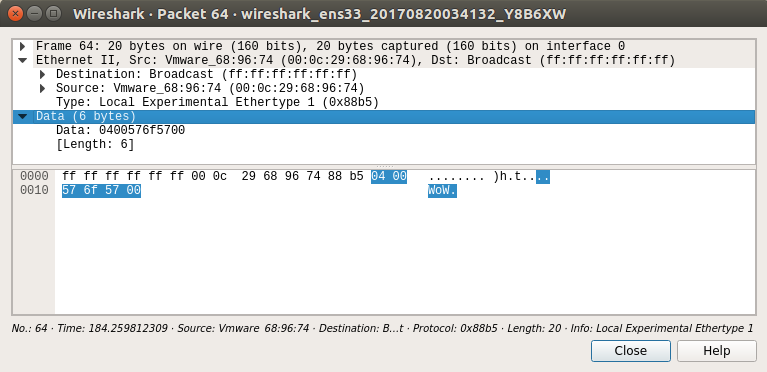 Wireshark · Packet 64 · wireshark_ens33_20170820034132_Y8B6XW
Frame 64: 20 bytes on wire (160 bits), 20 bytes captured (160 bits) on interface 0
Ethernet II, Src: Vmware_68:96:74 (00:0c:29:68:96:74), Dst: Broadcast (ff:ff:ff:ff:ff:ff)
Destination: Broadcast (ff:ff:ff:ff:ff:ff)
Source: Vmware_68:96:74 (00:0c:29:68:96:74)
Type: Local Experimental Ethertype 1 (0x88b5)
Data (6 bytes)
Data: 0400576f5700
[Length: 6]
0000 ff ff ff ff ff ff 00 0c 29 68 96 74 88 b5 04 00 ........ )h.t....
0010 57 6f 57 00 WoW.
No.: 64 · Time: 184.259812309 · Source: Vmware_68:96:74 · Destination: B...t · Protocol: 0x88b5 · Length: 20 · Info: Local Experimental Ethertype 1
Close Help